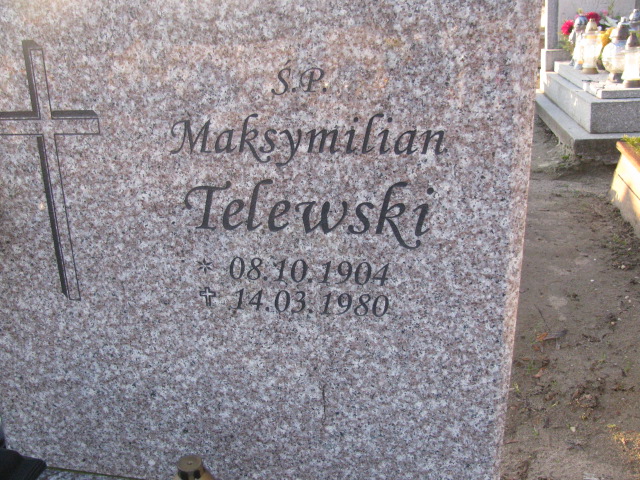 Ś.P.
Maksymilian
Telewski
* 08.10.1904
✞ 14.03.1980